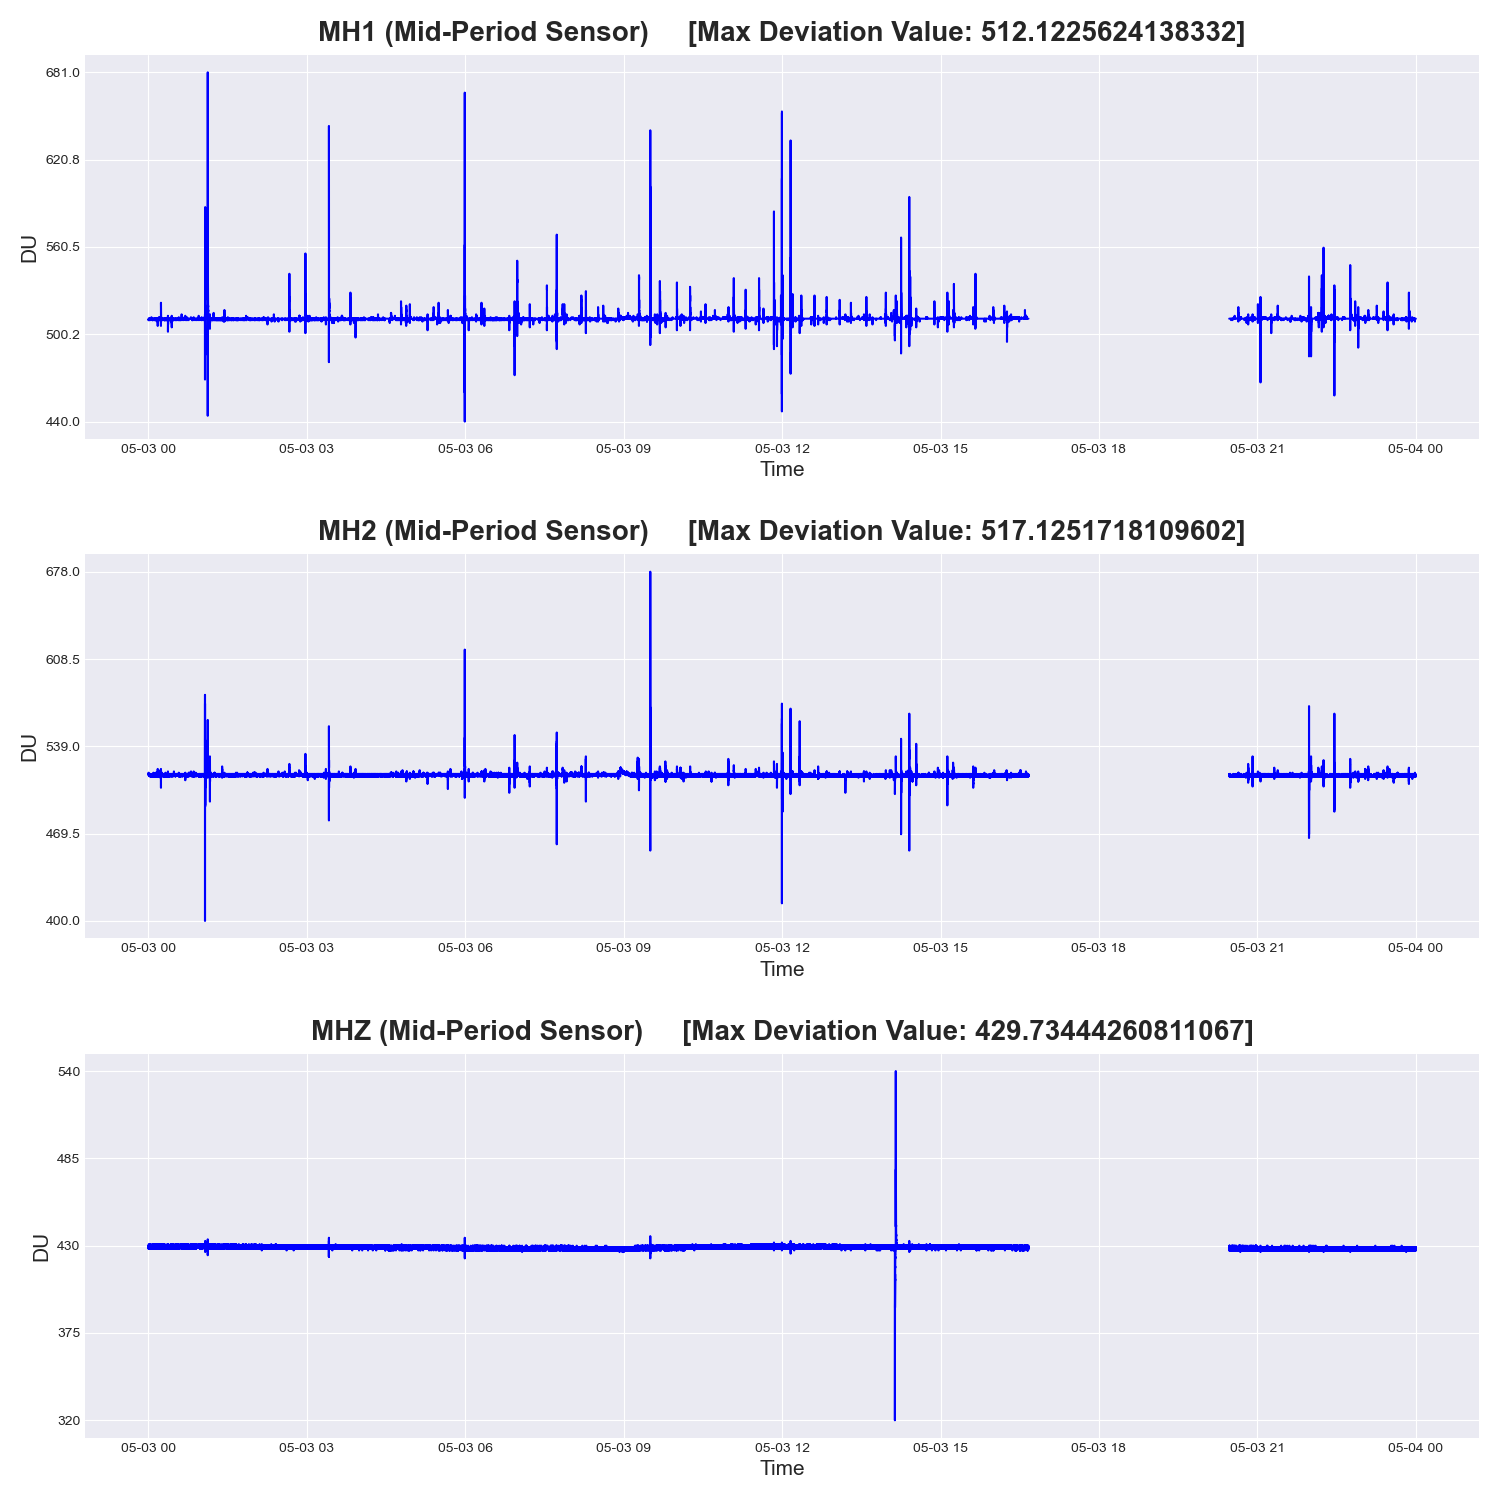 MH1 (Mid-Period Sensor) [Max Deviation Value: 512.1225624138332]
681.0
620.8
560.5
500.2
440.0
DU
05-03 00 05-03 03 05-03 06 05-03 09 05-03 12 05-03 15 05-03 18 05-03 21 05-04 00
Time
MH2 (Mid-Period Sensor) [Max Deviation Value: 517.1251718109602]
678.0
608.5
539.0
469.5
400.0
DU
05-03 00 05-03 03 05-03 06 05-03 09 05-03 12 05-03 15 05-03 18 05-03 21 05-04 00
Time
MHZ (Mid-Period Sensor) [Max Deviation Value: 429.73444260811067]
540
485
430
375
320
DU
05-03 00 05-03 03 05-03 06 05-03 09 05-03 12 05-03 15 05-03 18 05-03 21 05-04 00
Time